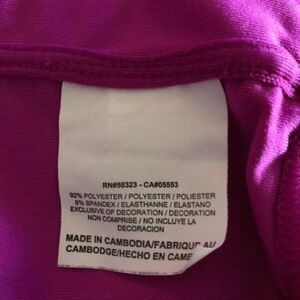 RN#56323 - CA#05553
92% POLYESTER / POLYESTER / POLIESTER
8% SPANDEX / ELASTHANNE / ELASTANO
EXCLUSIVE OF DECORATION / DECORATION
NON COMPRISE / NO INCLUYE LA
DECORACION
MADE IN CAMBODIA/FABRIQUÉ AU
CAMBODGE/HECHO EN CAMB